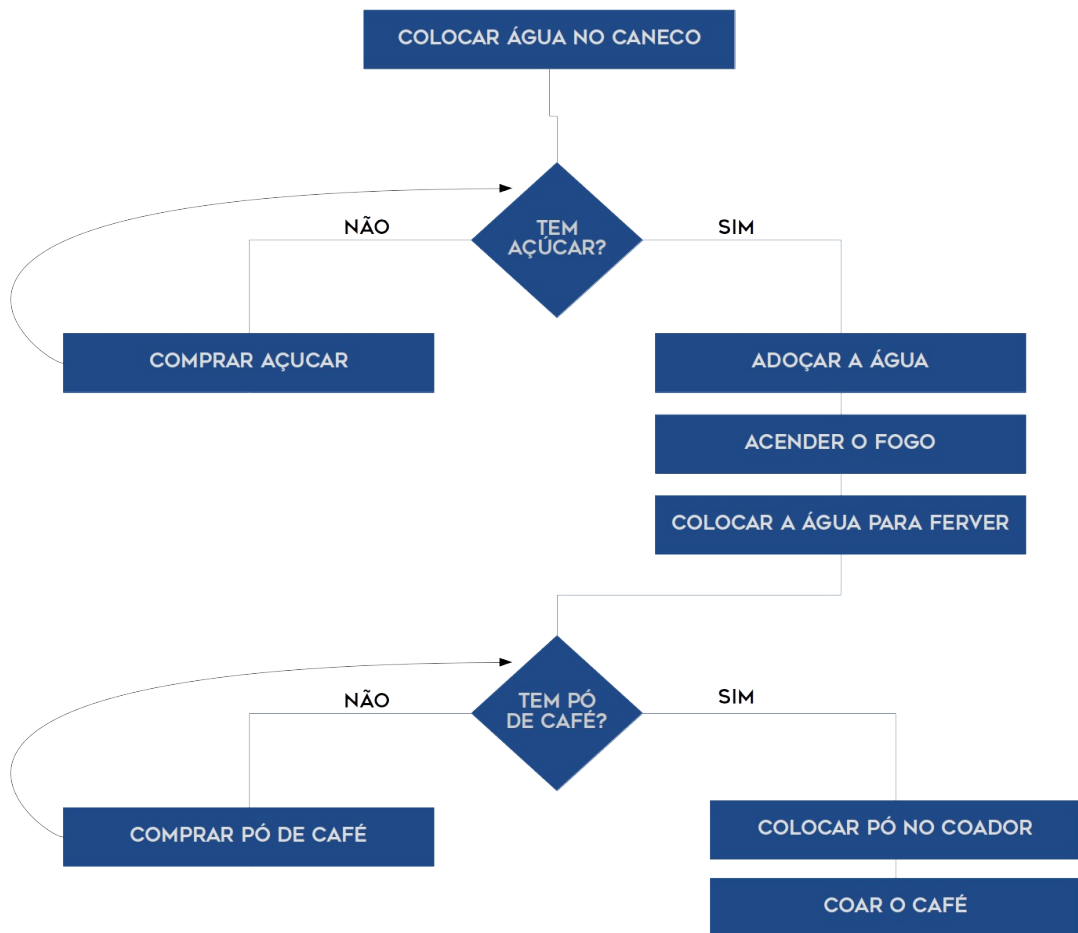 COLOCAR ÁGUA NO CANECO
TEM
AÇÚCAR?
NÃO
SIM
COMPRAR AÇUCAR
ADOÇAR A ÁGUA
ACENDER O FOGO
COLOCAR A ÁGUA PARA FERVER
TEM PÓ
DE CAFÉ?
NÃO
SIM
COMPRAR PÓ DE CAFÉ
COLOCAR PÓ NO COADOR
COAR O CAFÉ